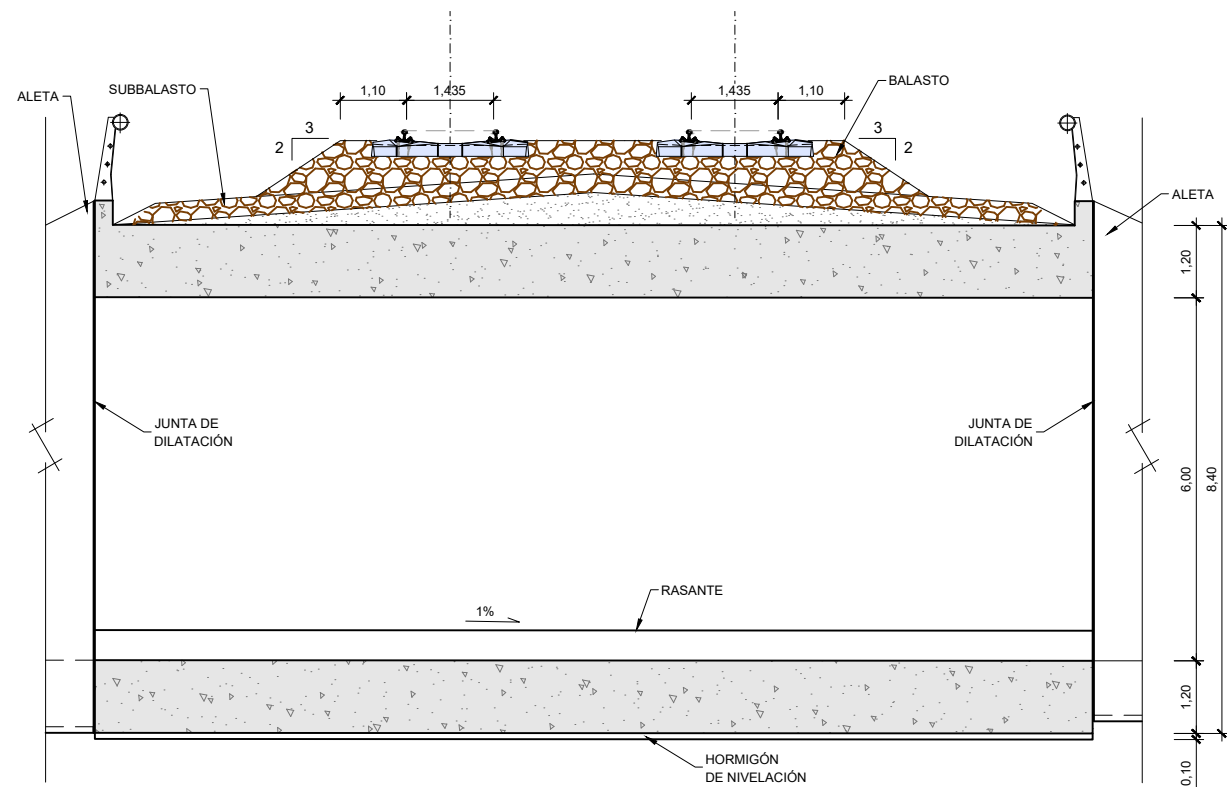 1,10
1,435
1,435
1,10
BALASTO
SUBBALASTO
ALETA
3
2
3
2
ALETA
1,20
JUNTA DE
DILATACIÓN
JUNTA DE
DILATACIÓN
6,00
8,40
RASANTE
1%
1,20
HORMIGÓN
DE NIVELACIÓN
0,10